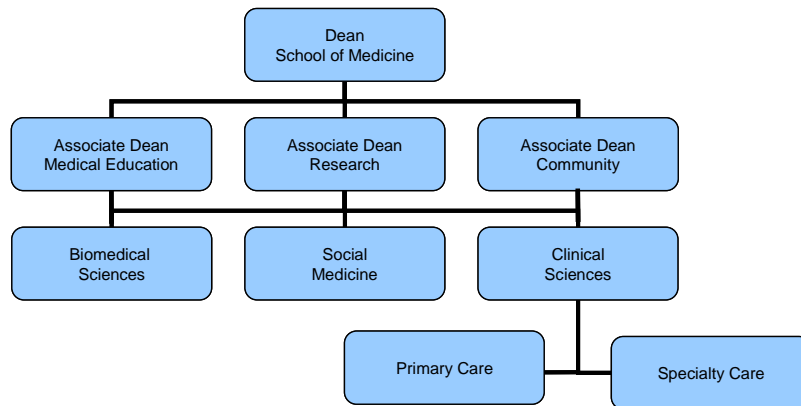 Dean
School of Medicine
Associate Dean
Medical Education
Associate Dean
Research
Associate Dean
Community
Biomedical
Sciences
Social
Medicine
Clinical
Sciences
Primary Care
Specialty Care